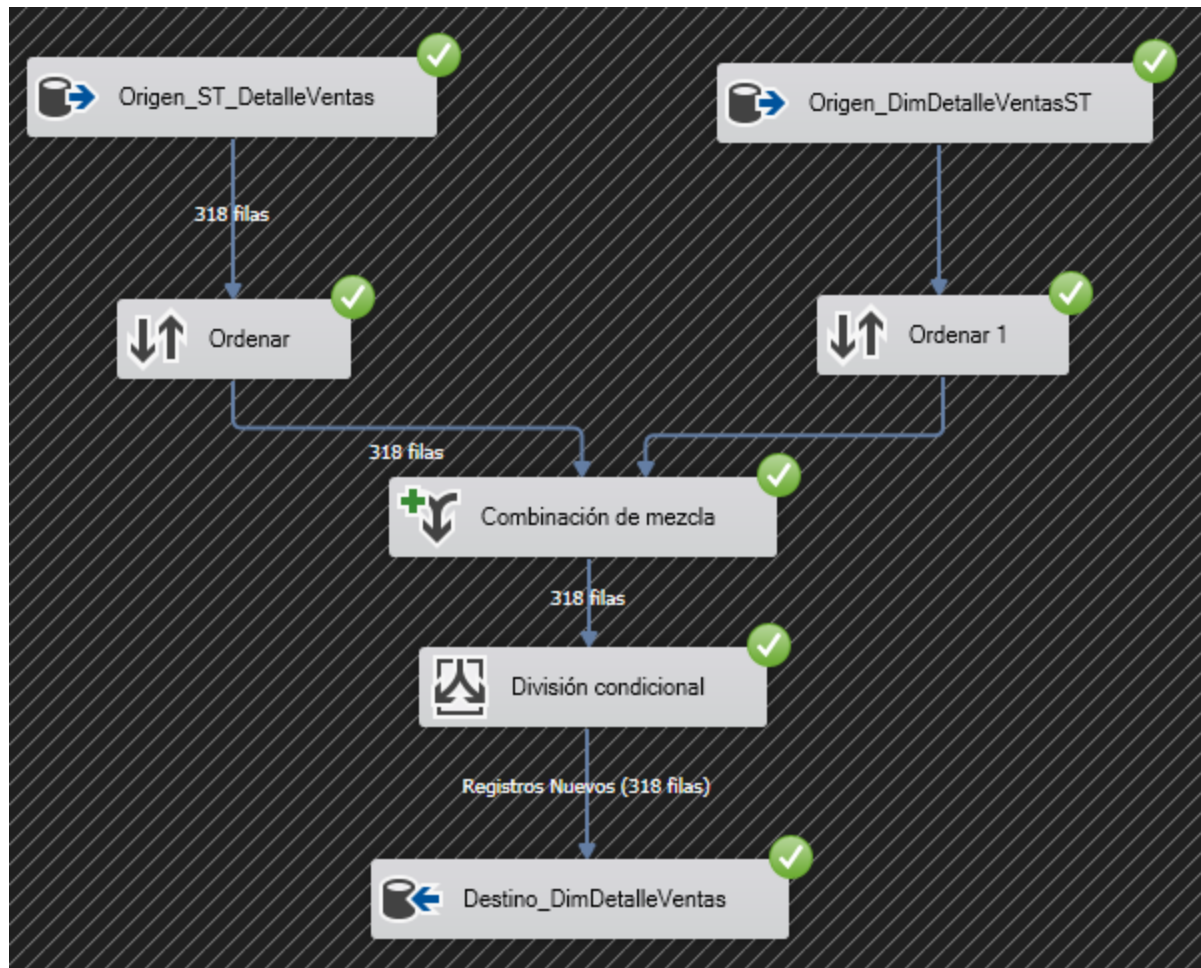 Origen_ST_DetalleVentas
Origen_DimDetalleVentasST
318 filas
Ordenar
Ordenar 1
318 filas
Combinación de mezcla
318 filas
División condicional
Registros Nuevos (318 filas)
Destino_DimDetalleVentas